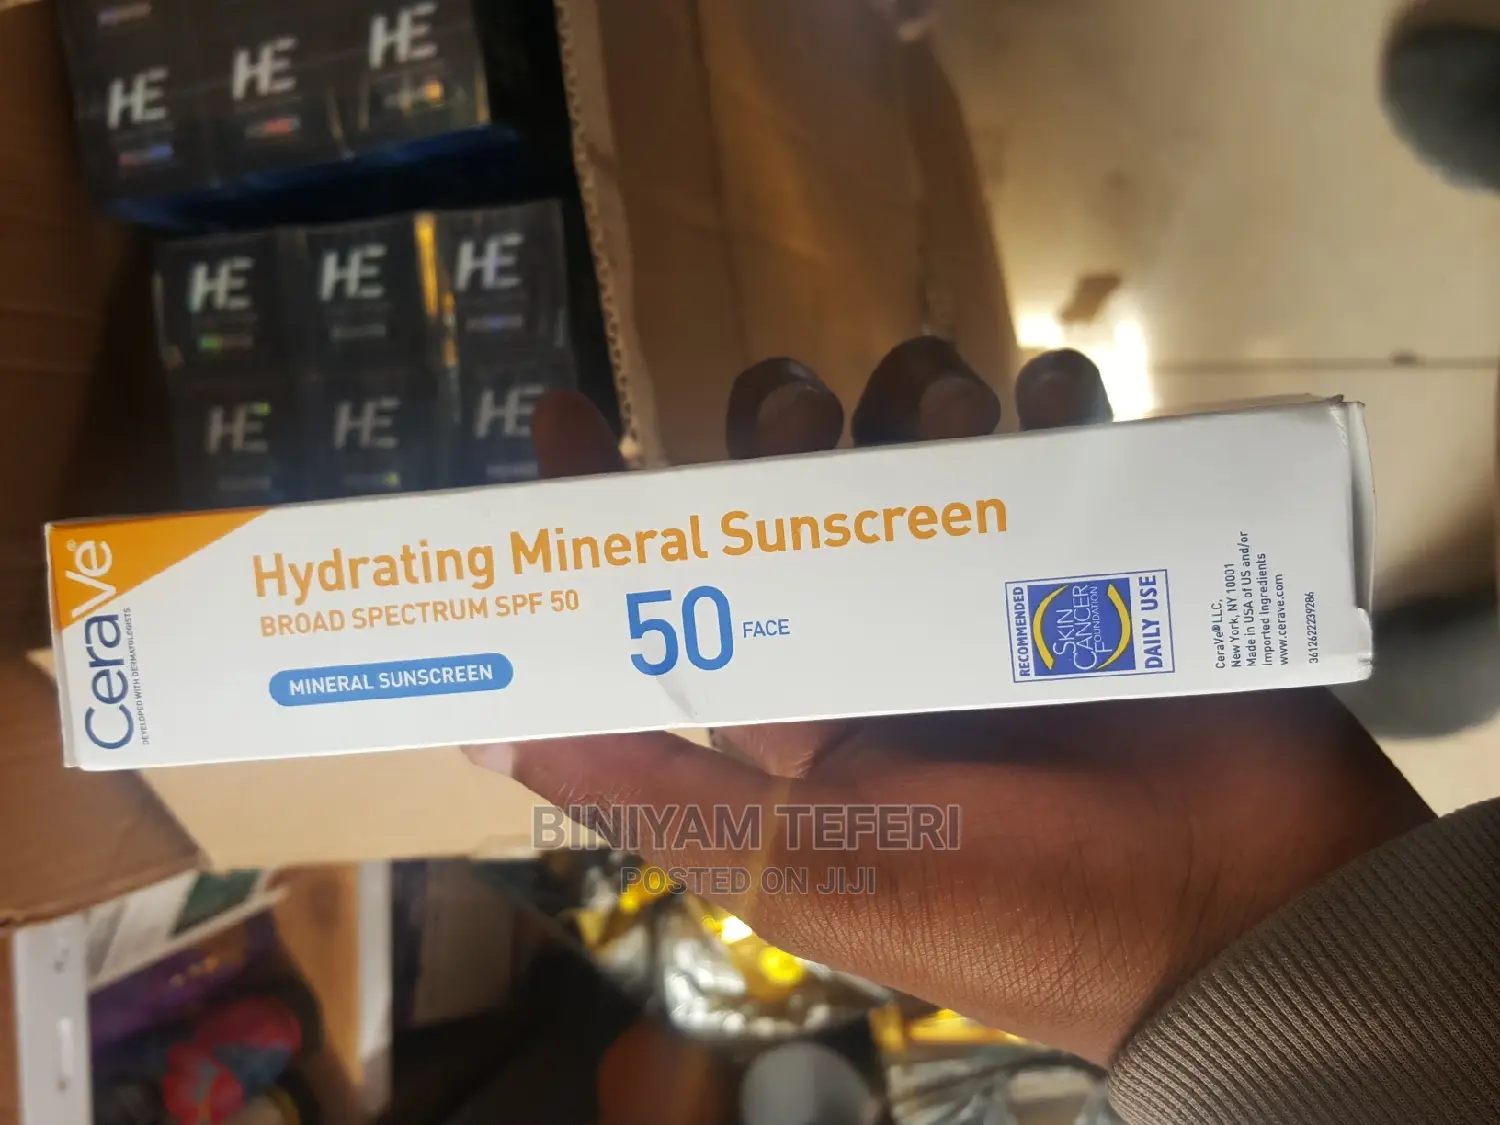 HE
HE
HE
HE
HE
HE
HE
HE
HE
CeraVe®
DEVELOPED WITH DERMATOLOGISTS
Hydrating Mineral Sunscreen
BROAD SPECTRUM SPF 50
MINERAL SUNSCREEN
50 FACE
RECOMMENDED
SKIN
CANCER
FOUNDATION
DAILY USE
CeraVe® LLC,
New York, NY 10001
Made in USA of US and/or
Imported Ingredients
www.cerave.com
3612622239286
BINIYAM TEFERI
POSTED ON JIJI